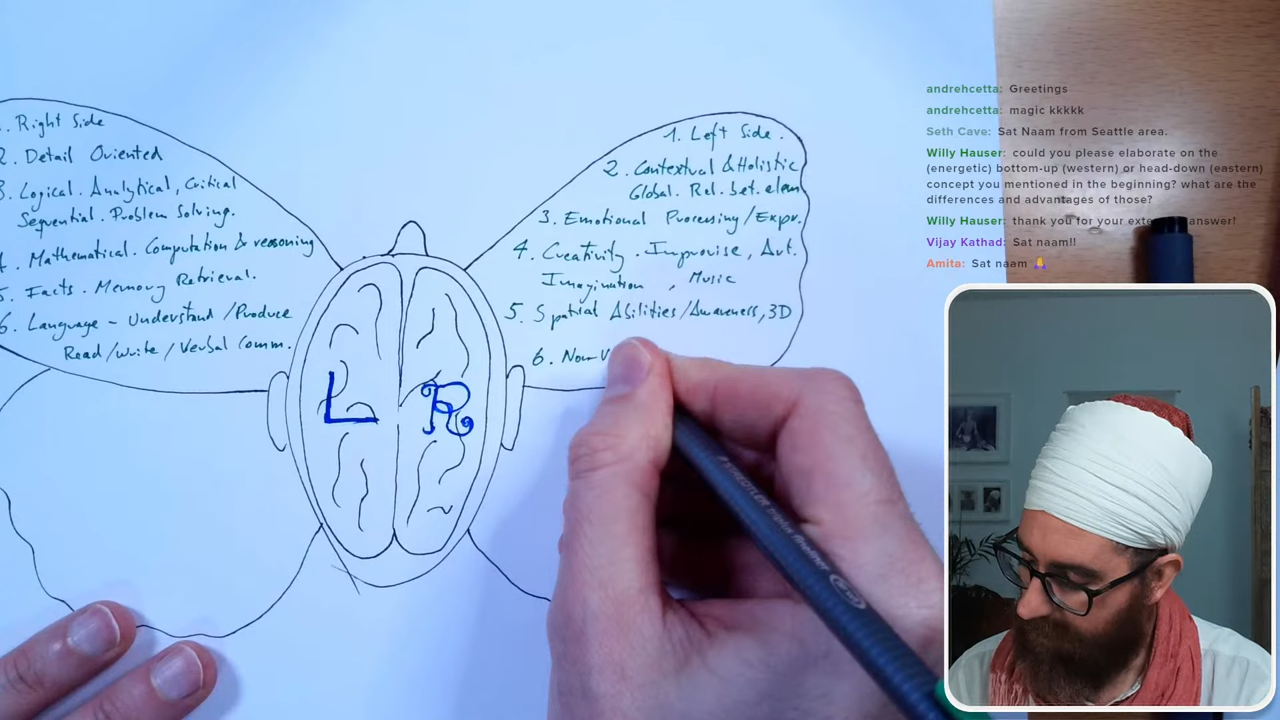 . Right Side
2. Detail Oriented
3. Logical. Analytical, Critical
Sequential. Problem Solving.
4. Mathematical. Computation & reasoning
5. Facts. Memory Retrieval.
6. Language - Understand / Produce
Read/Write / Verbal Comm.
1. Left Side.
2. Contextual & Holistic
Global. Rel. bet. elem
3. Emotional Processing/Expr.
4. Creativity. Improvise, Art.
Imagination, Music
5. Spatial Abilities/Awareness, 3D
6. Non-V
L R
STAEDTLER triplus fineliner
andrehcetta: Greetings
andrehcetta: magic kkkkk
Seth Cave: Sat Naam from Seattle area.
Willy Hauser: could you please elaborate on the
(energetic) bottom-up (western) or head-down (eastern)
concept you mentioned in the beginning? what are the
differences and advantages of those?
Willy Hauser: thank you for your answer!
Vijay Kathad: Sat naam!!
Amita: Sat naam 🙏